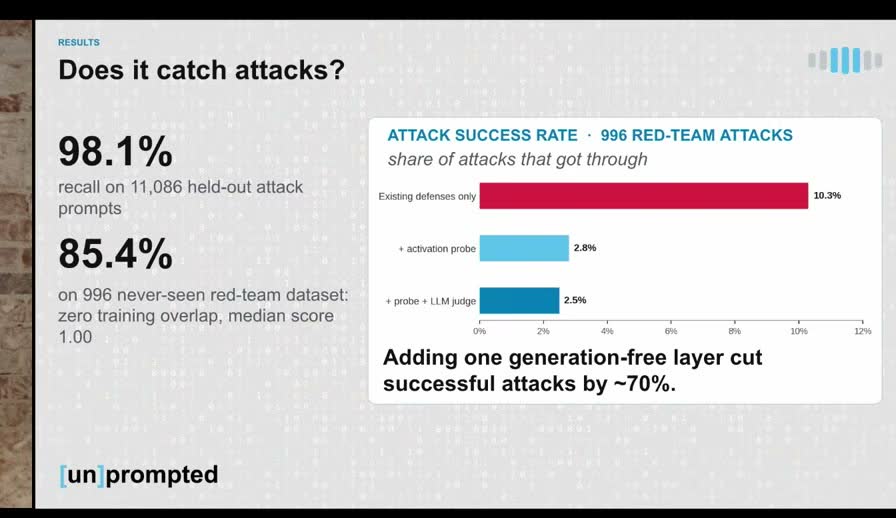 RESULTS
Does it catch attacks?
98.1%
recall on 11,086 held-out attack
prompts
85.4%
on 996 never-seen red-team dataset:
zero training overlap, median score
1.00
ATTACK SUCCESS RATE · 996 RED-TEAM ATTACKS
share of attacks that got through
Existing defenses only
10.3%
+ activation probe
2.8%
+ probe + LLM judge
2.5%
0% 2% 4% 6% 8% 10% 12%
Adding one generation-free layer cut
successful attacks by ~70%.
[un]prompted